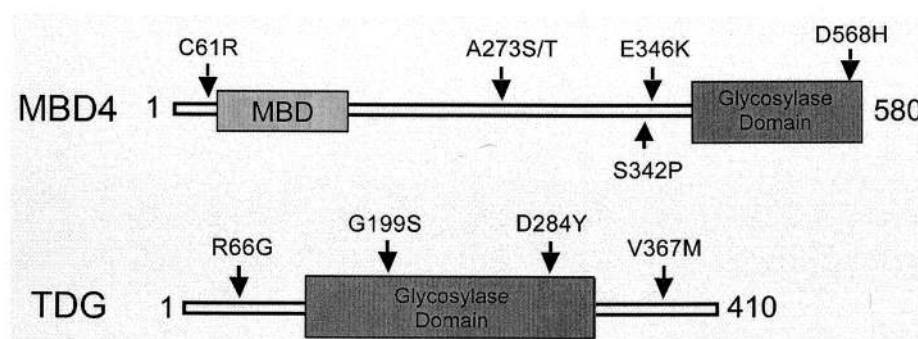 C61R A273S/T E346K D568H
MBD4 1 MBD Glycosylase Domain 580
S342P
R66G G199S D284Y V367M
TDG 1 Glycosylase Domain 410